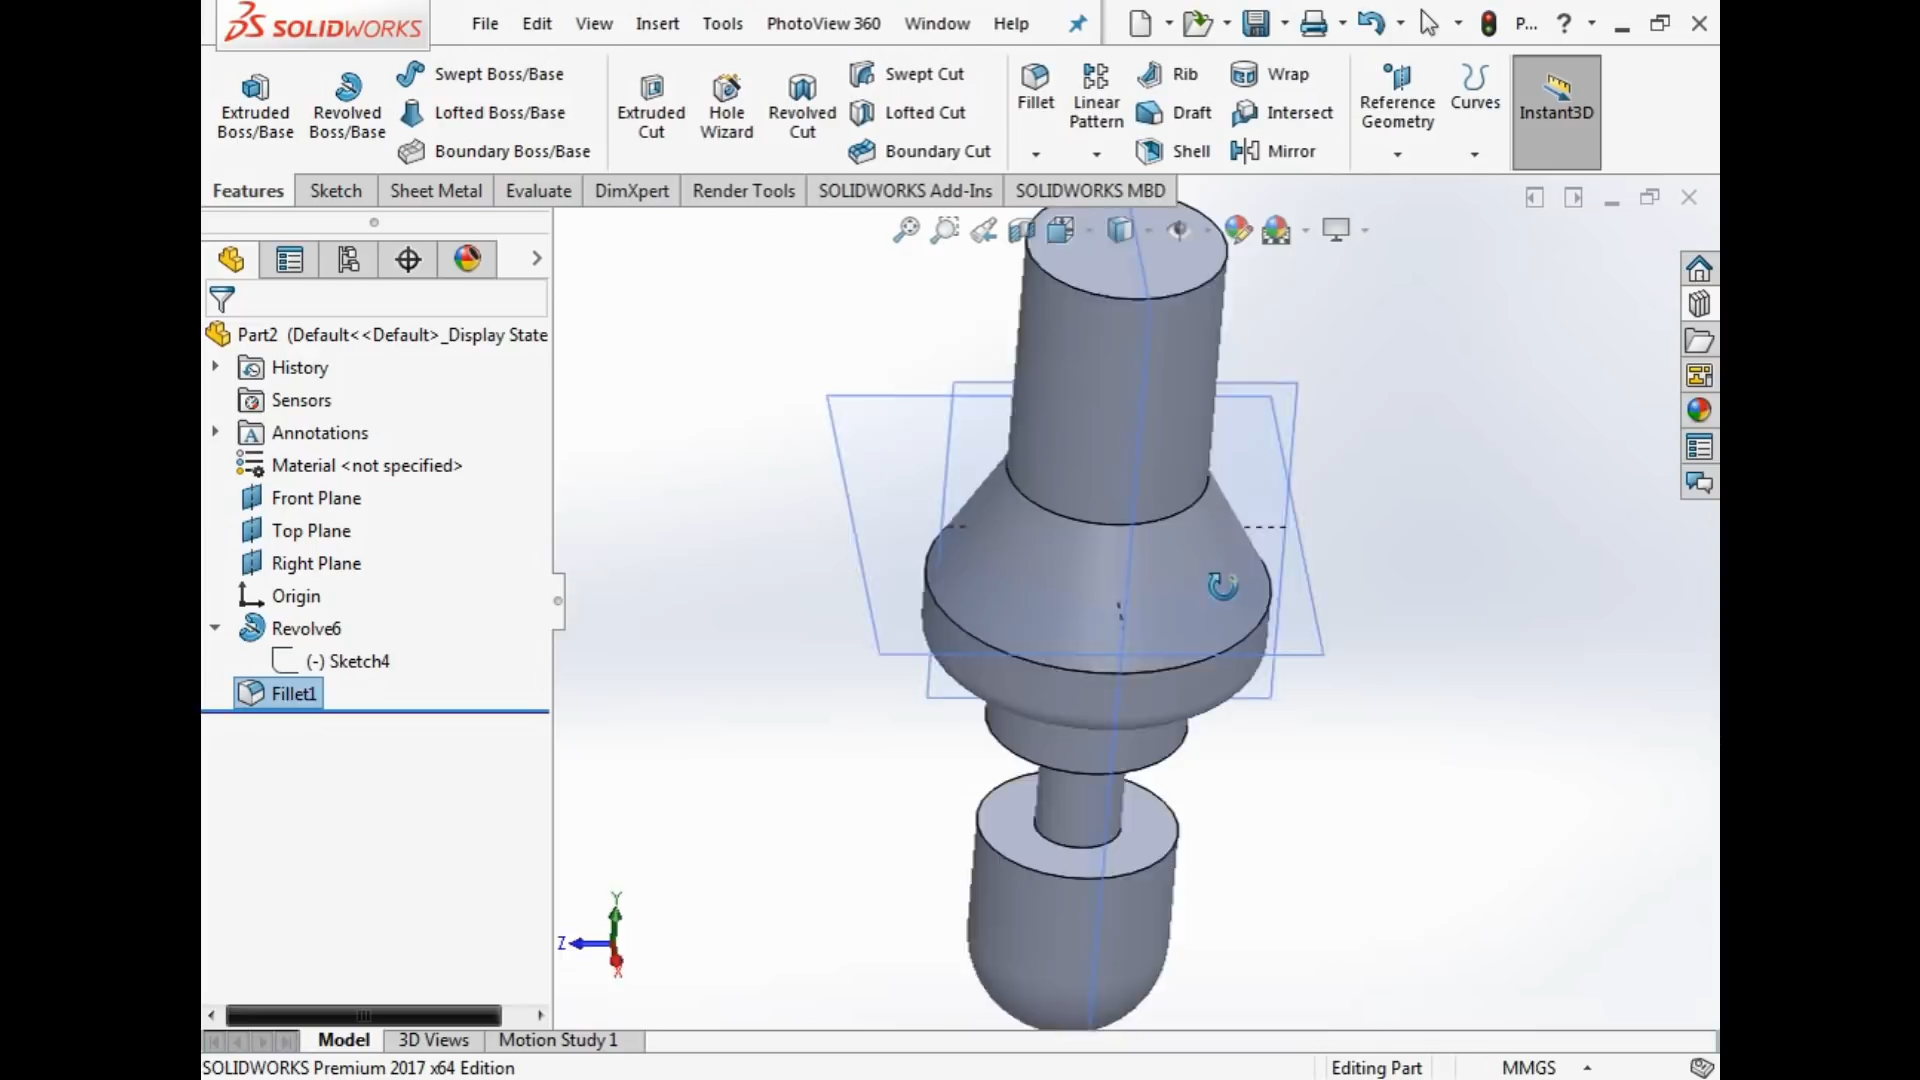 SOLIDWORKS File Edit View Insert Tools PhotoView 360 Window Help P... ?
Extruded Boss/Base
Revolved Boss/Base
Swept Boss/Base
Lofted Boss/Base
Boundary Boss/Base
Extruded Cut
Hole Wizard
Revolved Cut
Swept Cut
Lofted Cut
Boundary Cut
Fillet
Linear Pattern
Rib
Draft
Shell
Wrap
Intersect
Mirror
Reference Geometry
Curves
Instant3D
Features Sketch Sheet Metal Evaluate DimXpert Render Tools SOLIDWORKS Add-Ins SOLIDWORKS MBD
Part2 (Default<<Default>_Display State
History
Sensors
A Annotations
Material <not specified>
Front Plane
Top Plane
Right Plane
Origin
Revolve6
(-) Sketch4
Fillet1
Y
Z
X
Model 3D Views Motion Study 1
SOLIDWORKS Premium 2017 x64 Edition Editing Part MMGS